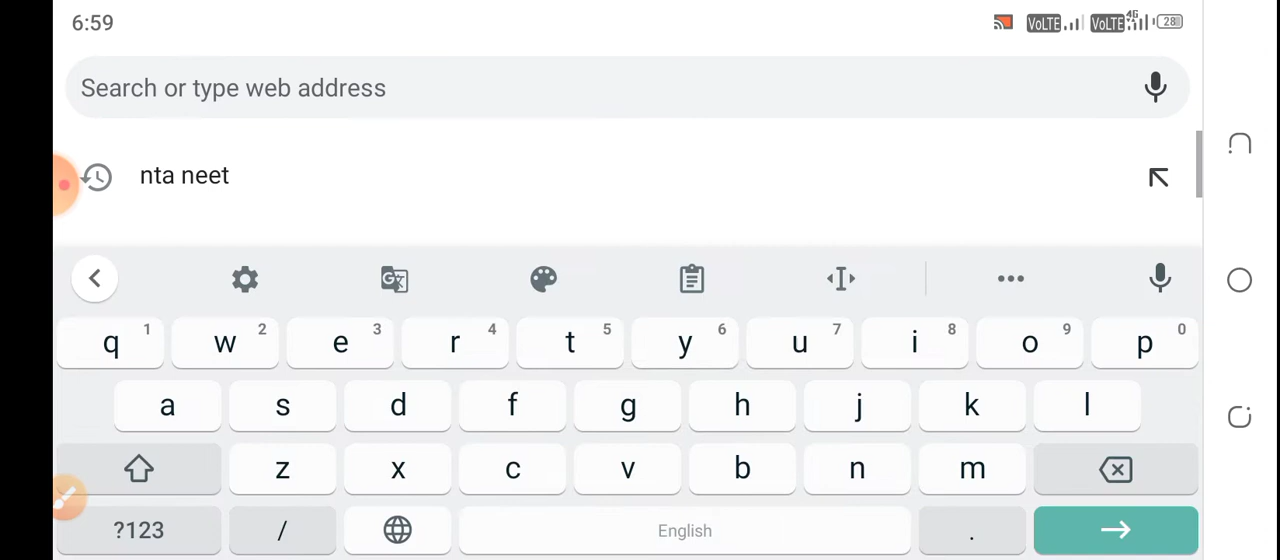 6:59 VoLTE VoLTE 4G 28
Search or type web address
nta neet
q 1 w 2 e 3 r 4 t 5 y 6 u 7 i 8 o 9 p 0
a s d f g h j k l
z x c v b n m
?123 / English .